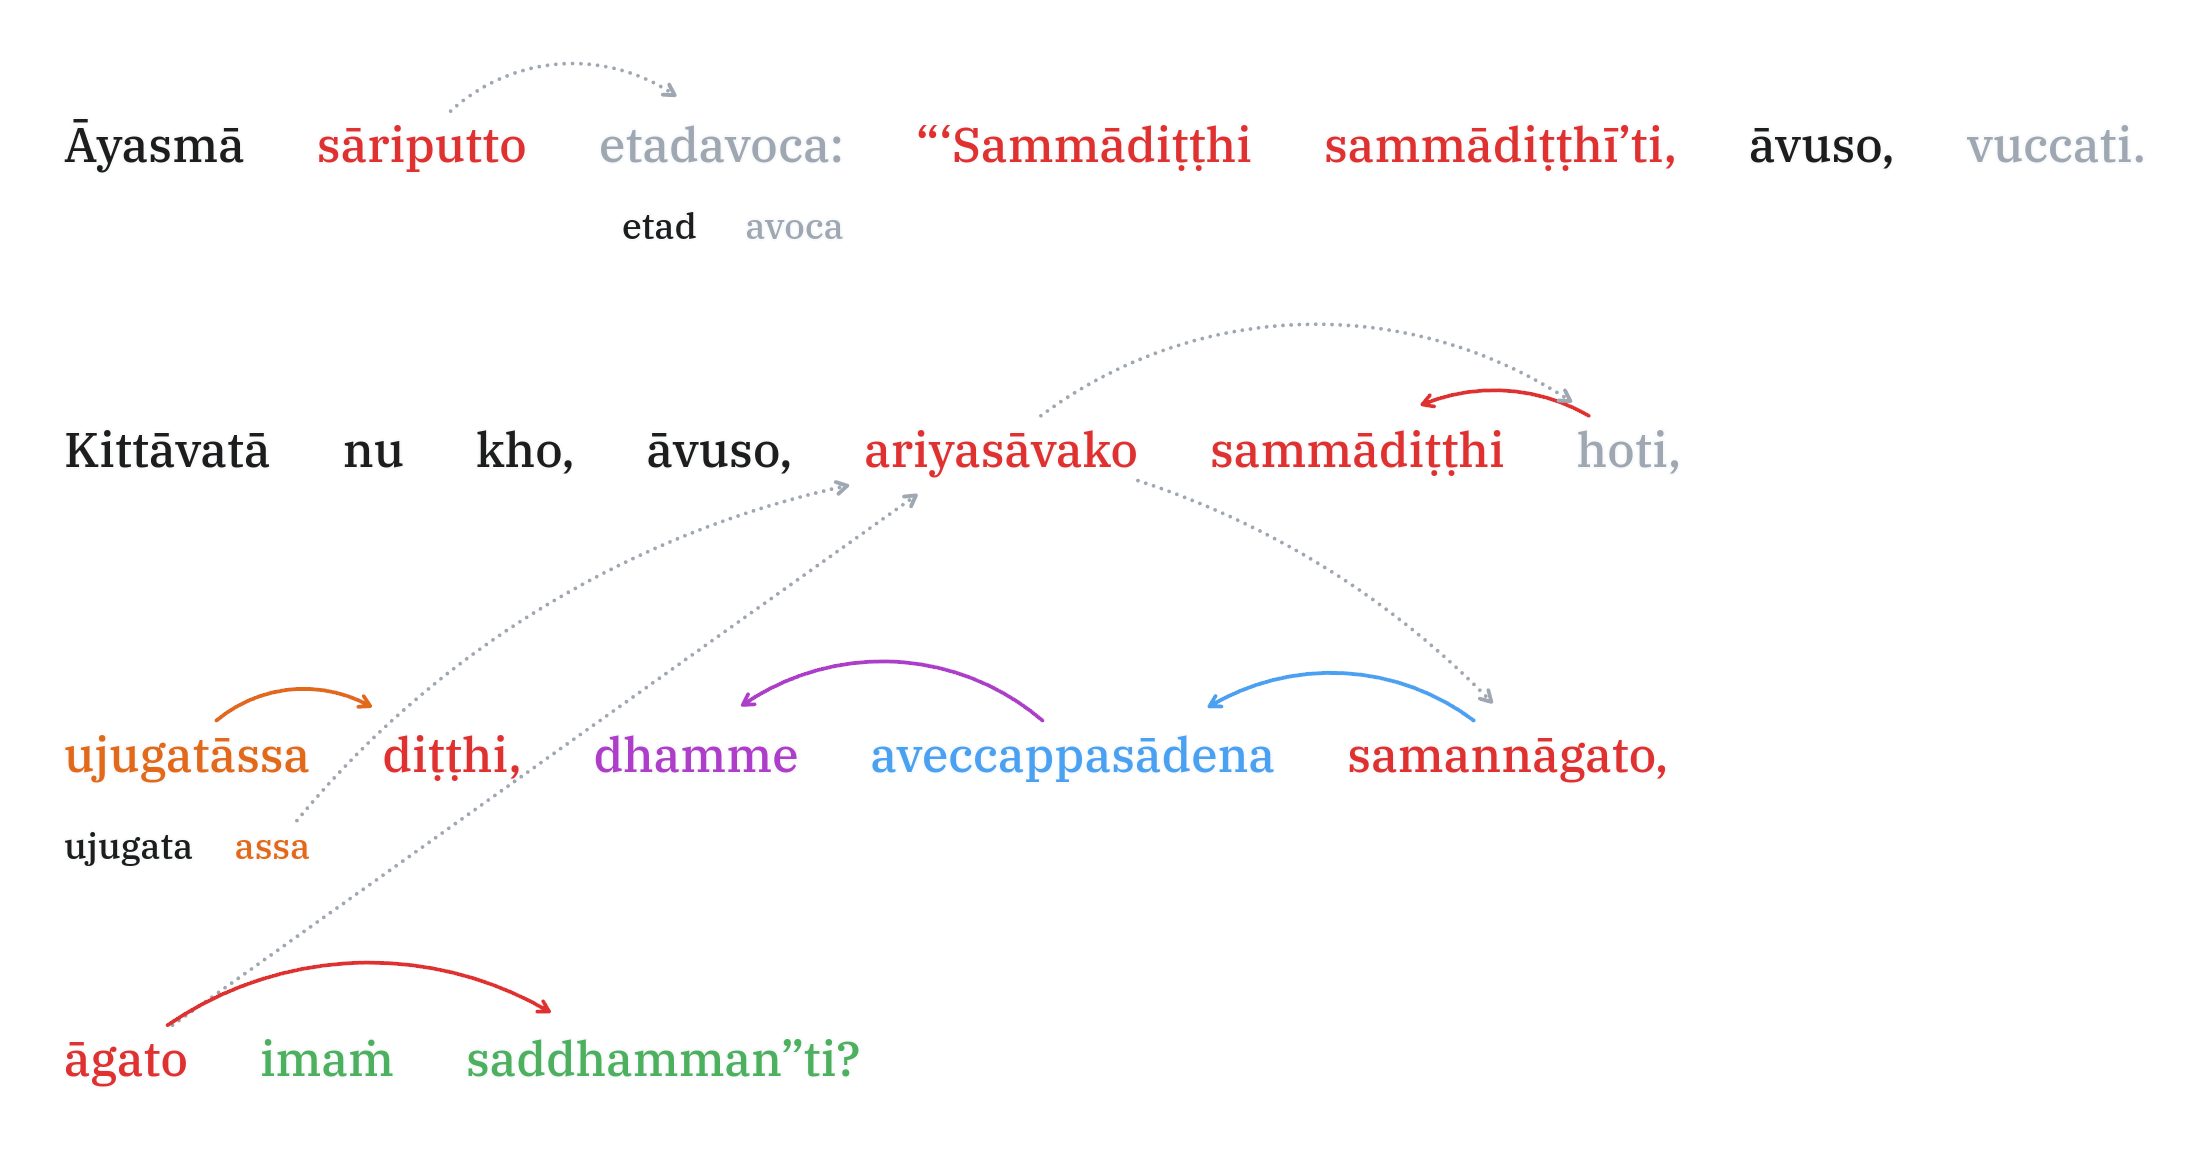 Āyasmā sāriputto etadavoca: “‘Sammādiṭṭhi sammādiṭṭhī’ti, āvuso, vuccati.
etad avoca
Kittāvatā nu kho, āvuso, ariyasāvako sammādiṭṭhi hoti,
ujugatāssa diṭṭhi, dhamme aveccappasādena samannāgato,
ujugata assa
āgato imaṁ saddhamman”ti?